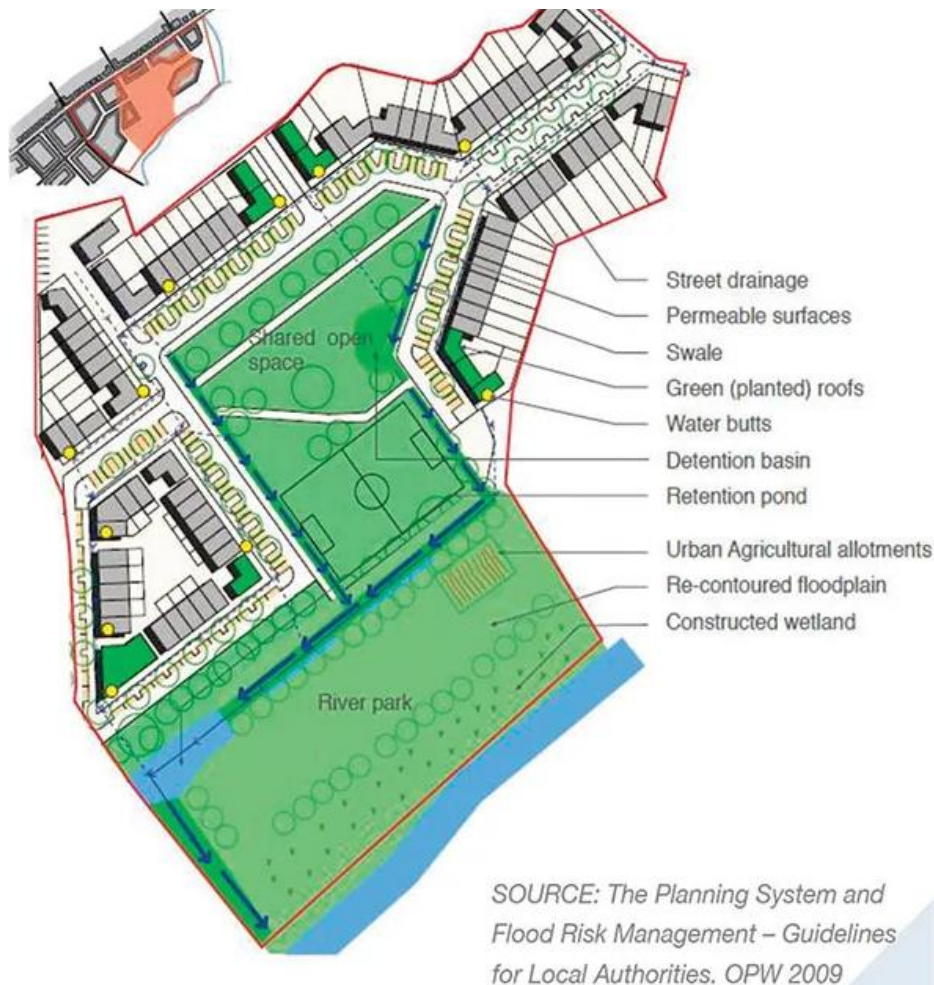 Shared open
space
Street drainage
Permeable surfaces
Swale
Green (planted) roofs
Water butts
Detention basin
Retention pond
Urban Agricultural allotments
Re-contoured floodplain
Constructed wetland
River park
SOURCE: The Planning System and
Flood Risk Management – Guidelines
for Local Authorities. OPW 2009